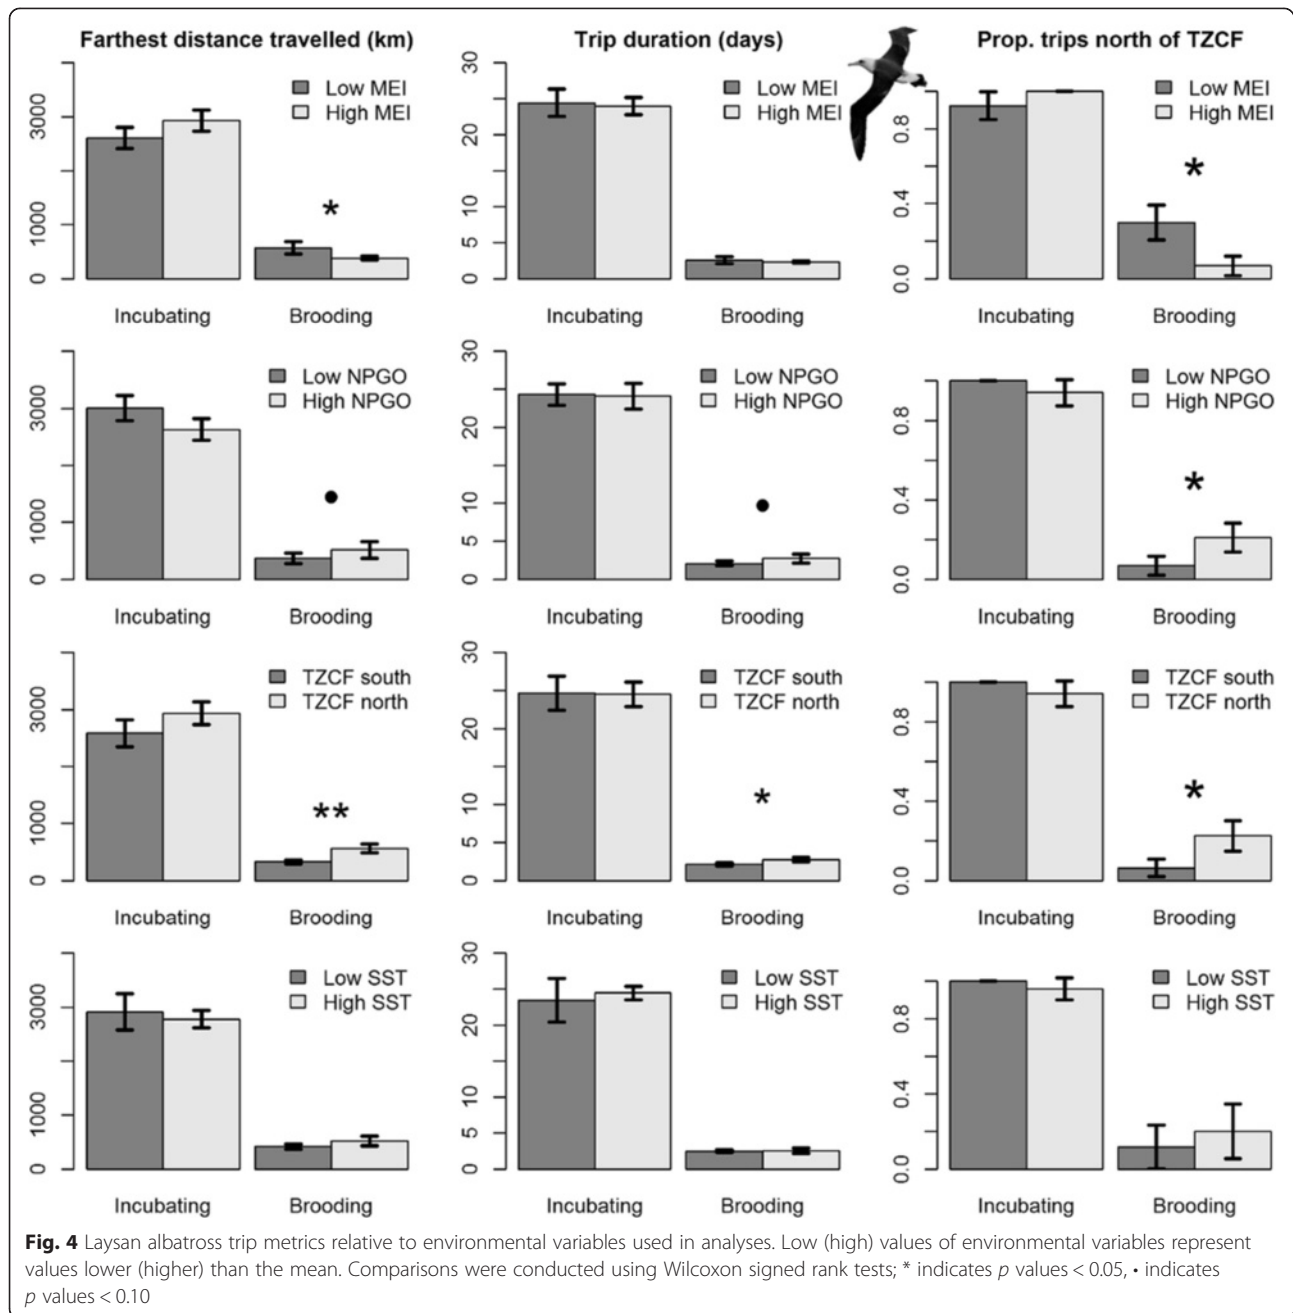 Farthest distance travelled (km)
Trip duration (days)
Prop. trips north of TZCF
0 1000 3000
Low MEI
High MEI
*
Incubating Brooding
0 5 10 20 30
Low MEI
High MEI
Incubating Brooding
0.0 0.4 0.8
Low MEI
High MEI
*
Incubating Brooding
0 1000 3000
Low NPGO
High NPGO
•
Incubating Brooding
0 5 10 20 30
Low NPGO
High NPGO
•
Incubating Brooding
0.0 0.4 0.8
Low NPGO
High NPGO
*
Incubating Brooding
0 1000 3000
TZCF south
TZCF north
**
Incubating Brooding
0 5 10 20 30
TZCF south
TZCF north
*
Incubating Brooding
0.0 0.4 0.8
TZCF south
TZCF north
*
Incubating Brooding
0 1000 3000
Low SST
High SST
Incubating Brooding
0 5 10 20 30
Low SST
High SST
Incubating Brooding
0.0 0.4 0.8
Low SST
High SST
Incubating Brooding
Fig. 4 Laysan albatross trip metrics relative to environmental variables used in analyses. Low (high) values of environmental variables represent
values lower (higher) than the mean. Comparisons were conducted using Wilcoxon signed rank tests; * indicates p values < 0.05, • indicates
p values < 0.10